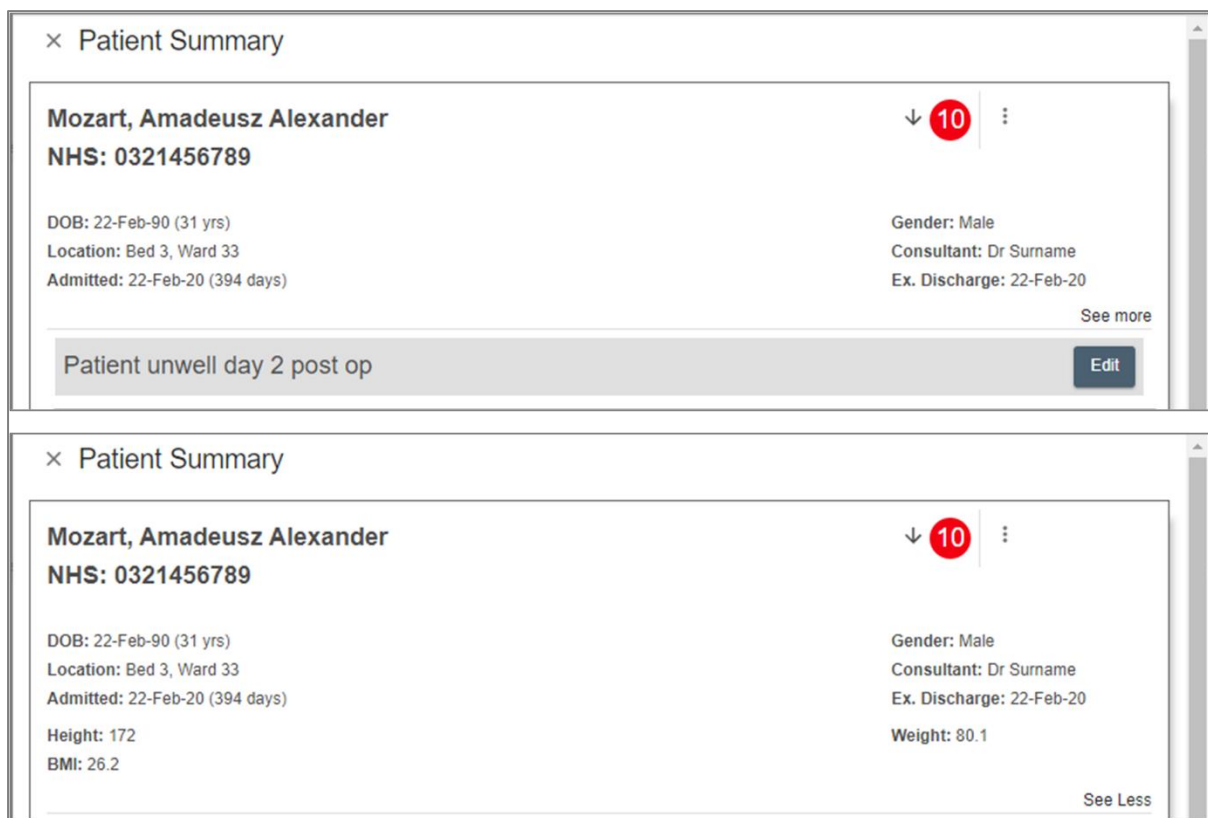 × Patient Summary
Mozart, Amadeusz Alexander
10
NHS: 0321456789
DOB: 22-Feb-90 (31 yrs)
Gender: Male
Location: Bed 3, Ward 33
Consultant: Dr Surname
Admitted: 22-Feb-20 (394 days)
Ex. Discharge: 22-Feb-20
See more
Patient unwell day 2 post op
Edit
× Patient Summary
Mozart, Amadeusz Alexander
10
NHS: 0321456789
DOB: 22-Feb-90 (31 yrs)
Gender: Male
Location: Bed 3, Ward 33
Consultant: Dr Surname
Admitted: 22-Feb-20 (394 days)
Ex. Discharge: 22-Feb-20
Height: 172
Weight: 80.1
BMI: 26.2
See Less